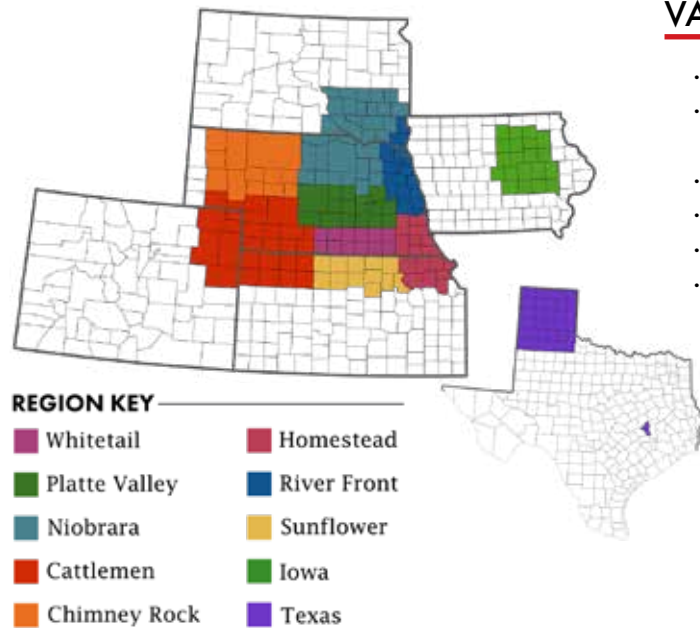 VA
REGION KEY
Whitetail
Homestead
Platte Valley
River Front
Niobrara
Sunflower
Cattlemen
Iowa
Chimney Rock
Texas